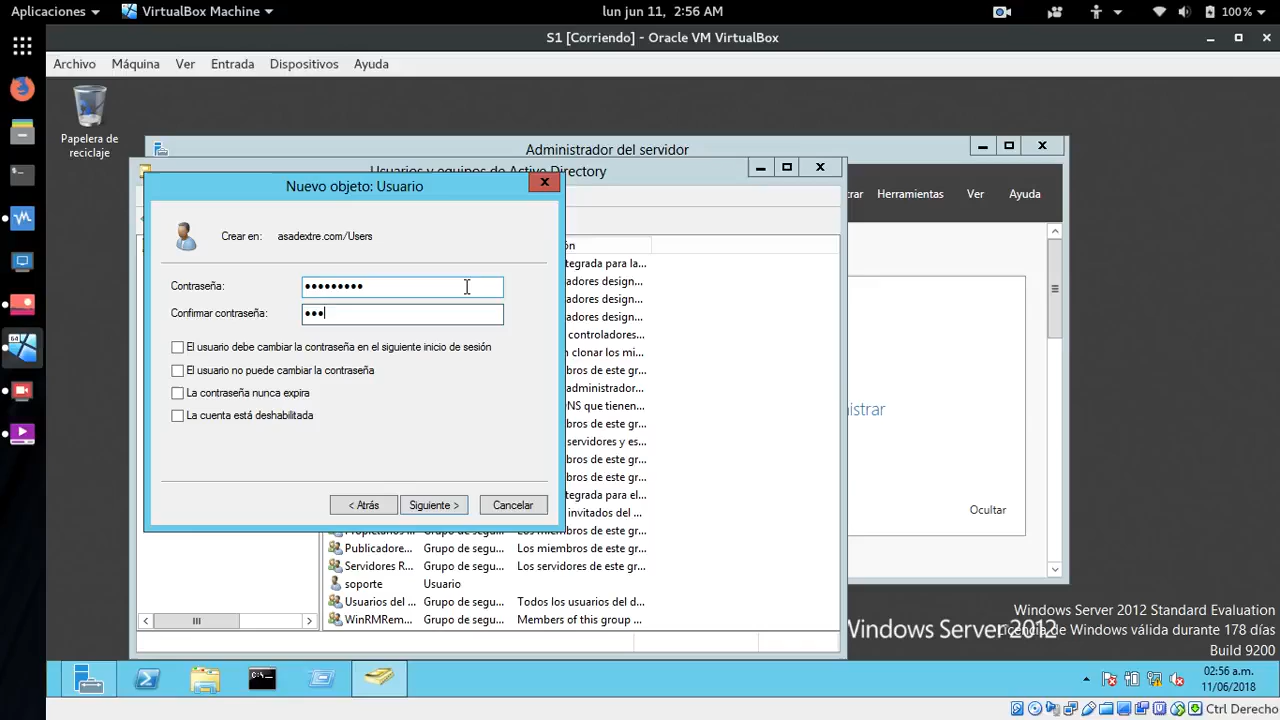 Aplicaciones
VirtualBox Machine
lun jun 11, 2:56 AM
100%
S1 [Corriendo] - Oracle VM VirtualBox
Archivo Máquina Ver Entrada Dispositivos Ayuda
Papelera de
reciclaje
Administrador del servidor
Usuarios y equipos de Active Directory
Nuevo objeto: Usuario
Herramientas Ver Ayuda
Crear en: asadextre.com/Users
Contraseña: •••••••••
Confirmar contraseña: •••
El usuario debe cambiar la contraseña en el siguiente inicio de sesión
El usuario no puede cambiar la contraseña
La contraseña nunca expira
La cuenta está deshabilitada
< Atrás Siguiente > Cancelar
ón
tegrada para la...
adores design...
adores design...
adores design...
controladores...
n clonar los mi...
bros de este gr...
administrador...
NS que tienen...
bros de este gr...
servidores y es...
bros de este gr...
bros de este gr...
tegrada para el...
invitados del ...
bros de este gr...
Publicadore... Grupo de segu... Los miembros de este gr...
Servidores R... Grupo de segu... Los servidores de este gr...
soporte Usuario
Usuarios del ... Grupo de segu... Todos los usuarios del d...
WinRMRem... Grupo de segu... Members of this group ...
istrar
Ocultar
Windows Server 2012
Windows Server 2012 Standard Evaluation
Licencia de Windows válida durante 178 días
Build 9200
02:56 a.m.
11/06/2018
Ctrl Derecho